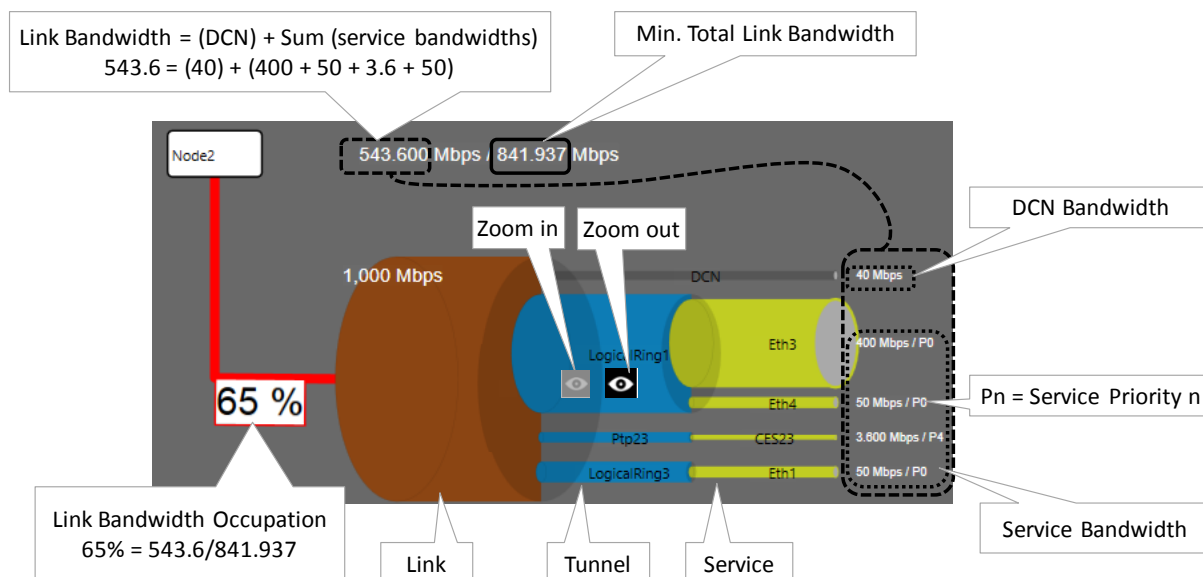 Link Bandwidth = (DCN) + Sum (service bandwidths)
543.6 = (40) + (400 + 50 + 3.6 + 50)
Min. Total Link Bandwidth
Node2
543.600 Mbps / 841.937 Mbps
Zoom in
Zoom out
DCN Bandwidth
1,000 Mbps
DCN
40 Mbps
LogicalRing1
Eth3
400 Mbps / P0
65 %
Eth4
50 Mbps / P0
Pn = Service Priority n
Ptp23
CES23
3.600 Mbps / P4
LogicalRing3
Eth1
50 Mbps / P0
Link Bandwidth Occupation
65% = 543.6/841.937
Link
Tunnel
Service
Service Bandwidth